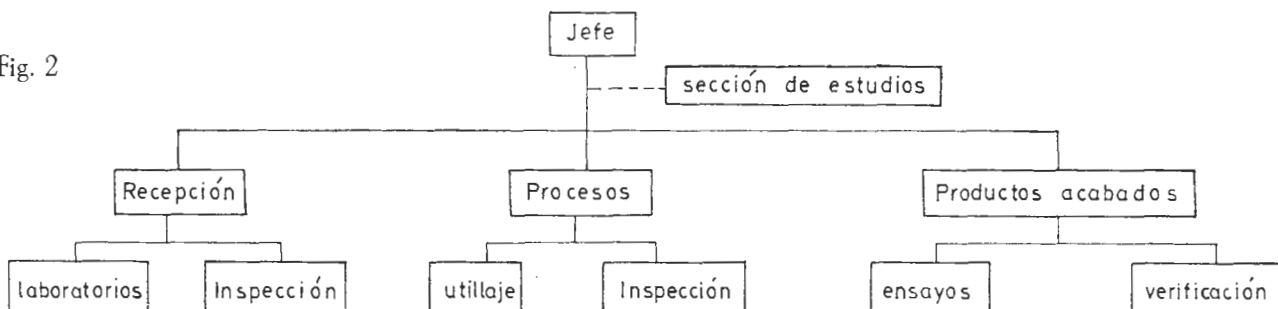 Jefe
Fig. 2
sección de estudios
Recepción
Procesos
Productos acabados
laboratorios
Inspección
utillaje
Inspección
ensayos
verificación